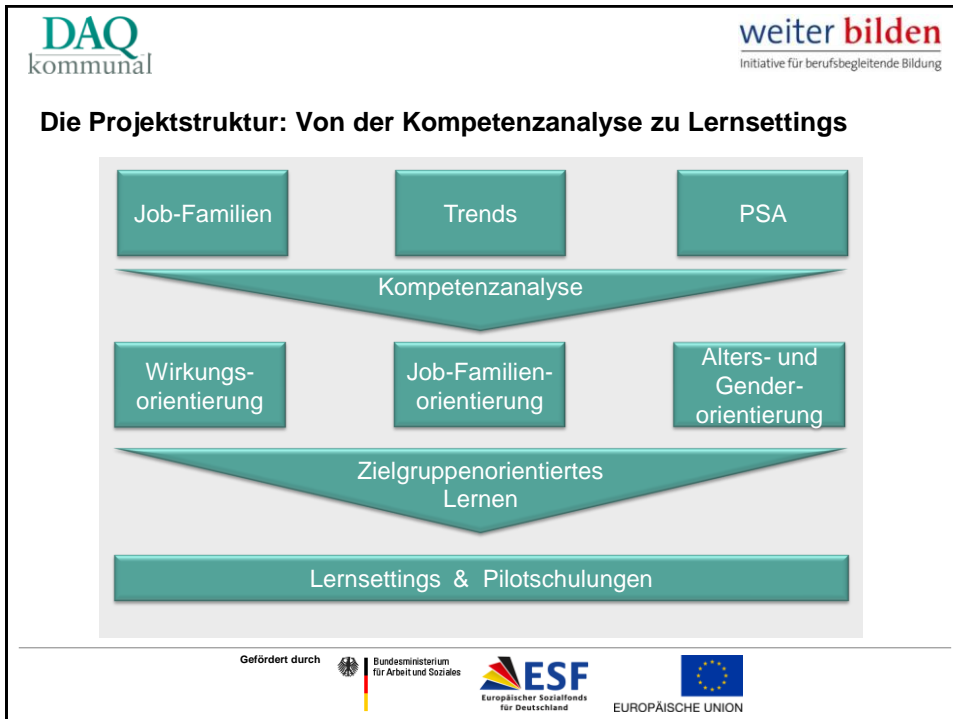 DAQ
kommunal
weiter bilden
Initiative für berufsbegleitende Bildung
Die Projektstruktur: Von der Kompetenzanalyse zu Lernsettings
Job-Familien
Trends
PSA
Kompetenzanalyse
Wirkungs-
orientierung
Job-Familien-
orientierung
Alters- und
Gender-
orientierung
Zielgruppenorientiertes
Lernen
Lernsettings & Pilotschulungen
Gefördert durch
Bundesministerium
für Arbeit und Soziales
ESF
Europäischer Sozialfonds
für Deutschland
EUROPÄISCHE UNION